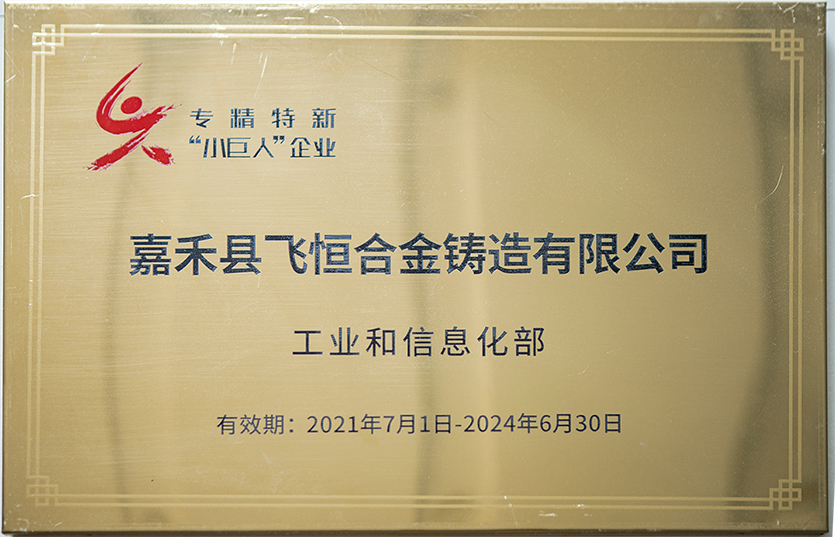 专精特新
“小巨人”企业
嘉禾县飞恒合金铸造有限公司
工业和信息化部
有效期：2021年7月1日-2024年6月30日